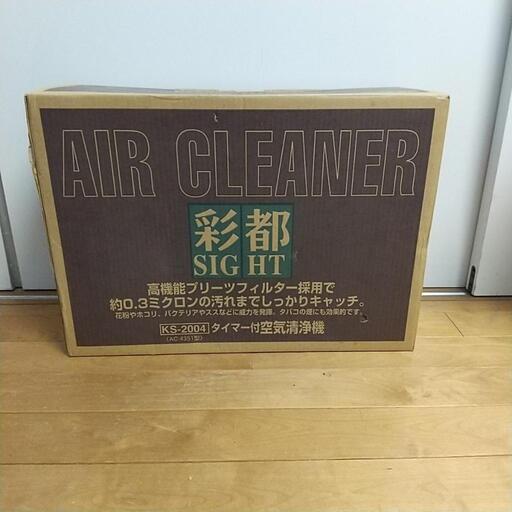 AIR CLEANER
彩都
SIGHT
高機能プリーツフィルター採用で
約0.3ミクロンの汚れまでしっかりキャッチ。
花粉やホコリ、バクテリアやススなどに威力を発揮。タバコの煙にも効果的です。
KS-2004 タイマー付空気清浄機
(AC-4351型)